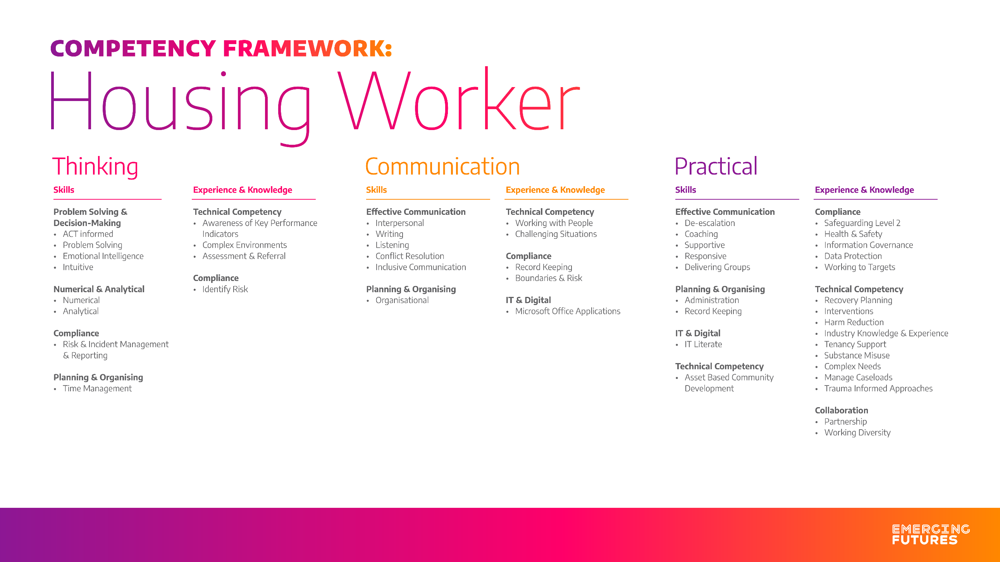 COMPETENCY FRAMEWORK:
Housing Worker
Thinking
Skills
Problem Solving &
Decision-Making
• ACT informed
• Problem Solving
• Emotional Intelligence
• Intuitive
Numerical & Analytical
• Numerical
• Analytical
Compliance
• Risk & Incident Management
& Reporting
Planning & Organising
• Time Management
Experience & Knowledge
Technical Competency
• Awareness of Key Performance
Indicators
• Complex Environments
• Assessment & Referral
Compliance
• Identify Risk
Communication
Skills
Effective Communication
• Interpersonal
• Writing
• Listening
• Conflict Resolution
• Inclusive Communication
Planning & Organising
• Organisational
Experience & Knowledge
Technical Competency
• Working with People
• Challenging Situations
Compliance
• Record Keeping
• Boundaries & Risk
IT & Digital
• Microsoft Office Applications
Practical
Skills
Effective Communication
• De-escalation
• Coaching
• Supportive
• Responsive
• Delivering Groups
Planning & Organising
• Administration
• Record Keeping
IT & Digital
• IT Literate
Technical Competency
• Asset Based Community
Development
Experience & Knowledge
Compliance
• Safeguarding Level 2
• Health & Safety
• Information Governance
• Data Protection
• Working to Targets
Technical Competency
• Recovery Planning
• Interventions
• Harm Reduction
• Industry Knowledge & Experience
• Tenancy Support
• Substance Misuse
• Complex Needs
• Manage Caseloads
• Trauma Informed Approaches
Collaboration
• Partnership
• Working Diversity
EMERGING
FUTURES